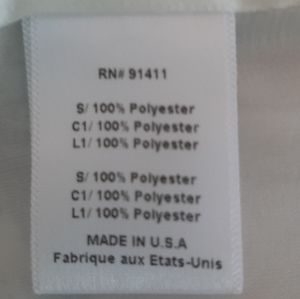 RN# 91411
S/ 100% Polyester
C1/ 100% Polyester
L1/ 100% Polyester
S/ 100% Polyester
C1/ 100% Polyester
L1/ 100% Polyester
MADE IN U.S.A
Fabrique aux Etats-Unis